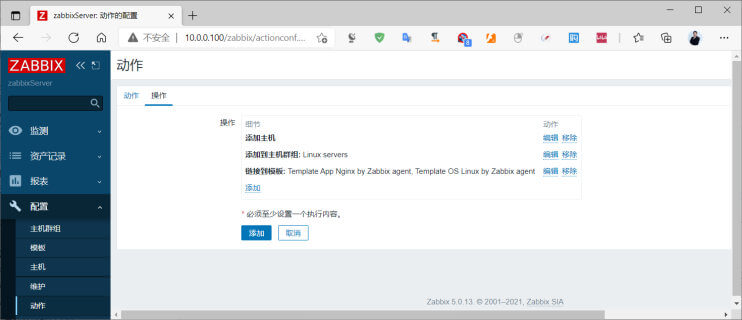 zabbixServer: 动作的配置
不安全 | 10.0.0.100/zabbix/actionconf....
8
ZABBIX
zabbixServer
监测
资产记录
报表
配置
主机群组
模板
主机
维护
动作
动作
动作 操作
操作 细节 动作
添加主机 编辑 移除
添加到主机群组: Linux servers 编辑 移除
链接到模板: Template App Nginx by Zabbix agent, Template OS Linux by Zabbix agent 编辑 移除
添加
* 必须至少设置一个执行内容。
添加 取消
Zabbix 5.0.13. © 2001–2021, Zabbix SIA